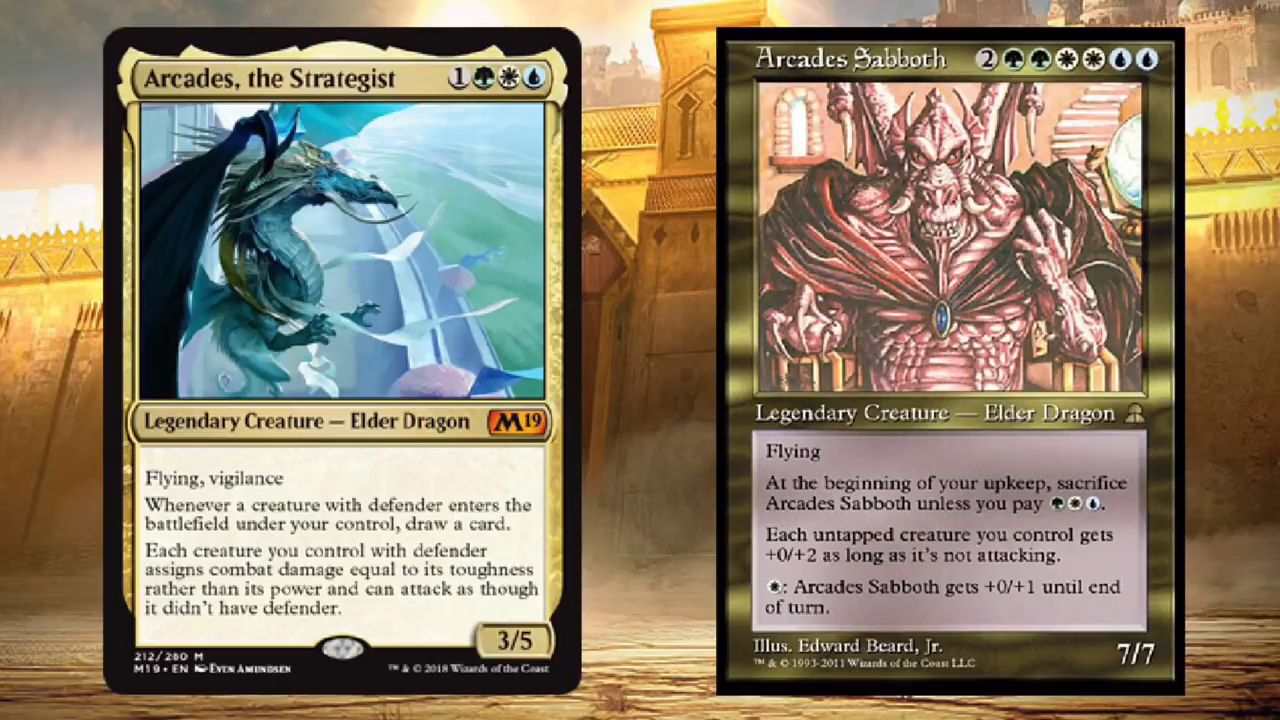 Arcades, the Strategist 1
Legendary Creature — Elder Dragon M19
Flying, vigilance
Whenever a creature with defender enters the
battlefield under your control, draw a card.
Each creature you control with defender
assigns combat damage equal to its toughness
rather than its power and can attack as though
it didn't have defender.
3/5
212/280 M
M19 • EN Even Amundsen
™ & © 2018 Wizards of the Coast
Arcades Sabboth 2
Legendary Creature — Elder Dragon
Flying
At the beginning of your upkeep, sacrifice
Arcades Sabboth unless you pay .
Each untapped creature you control gets
+0/+2 as long as it's not attacking.
: Arcades Sabboth gets +0/+1 until end
of turn.
Illus. Edward Beard, Jr.
™ & © 1993-2011 Wizards of the Coast LLC
7/7